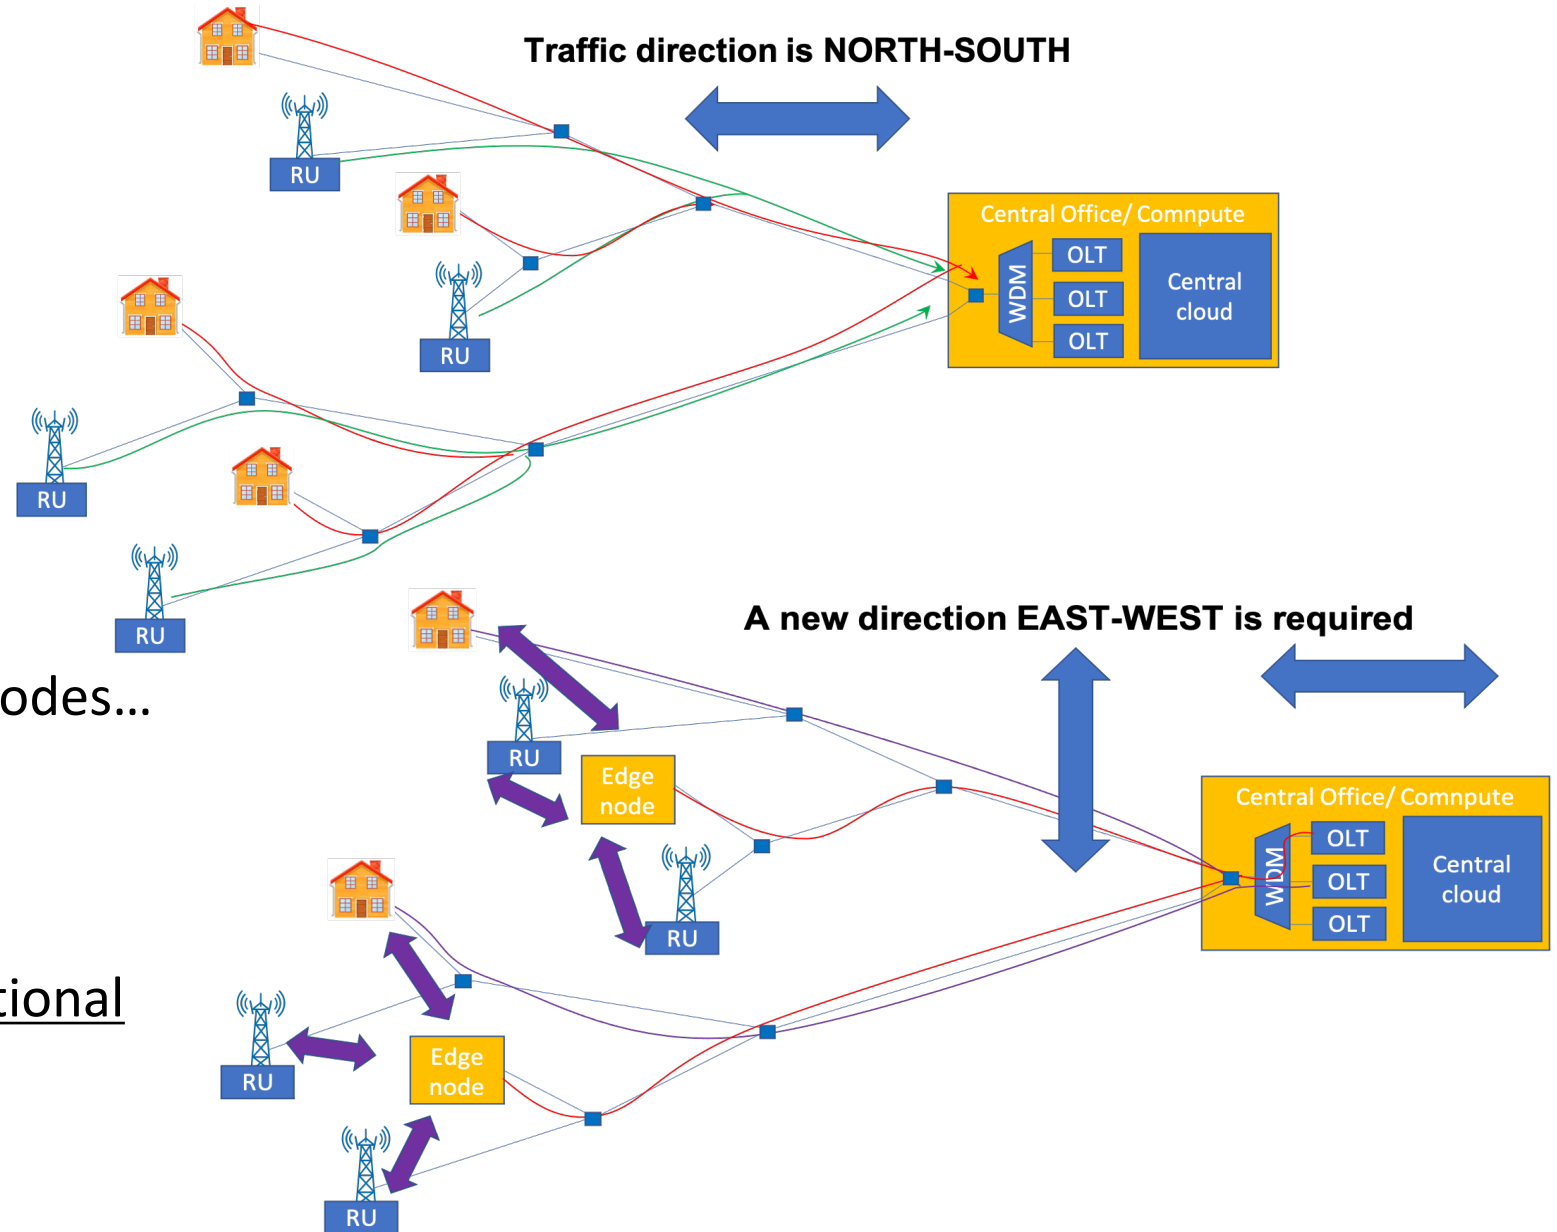 Traffic direction is NORTH-SOUTH
RU
Central Office/ Comnpute
WDM
OLT
OLT
OLT
Central
cloud
RU
RU
RU
A new direction EAST-WEST is required
odes...
RU
Edge
node
Central Office/ Comnpute
WDM
OLT
OLT
OLT
Central
cloud
RU
tional
RU
Edge
node
RU